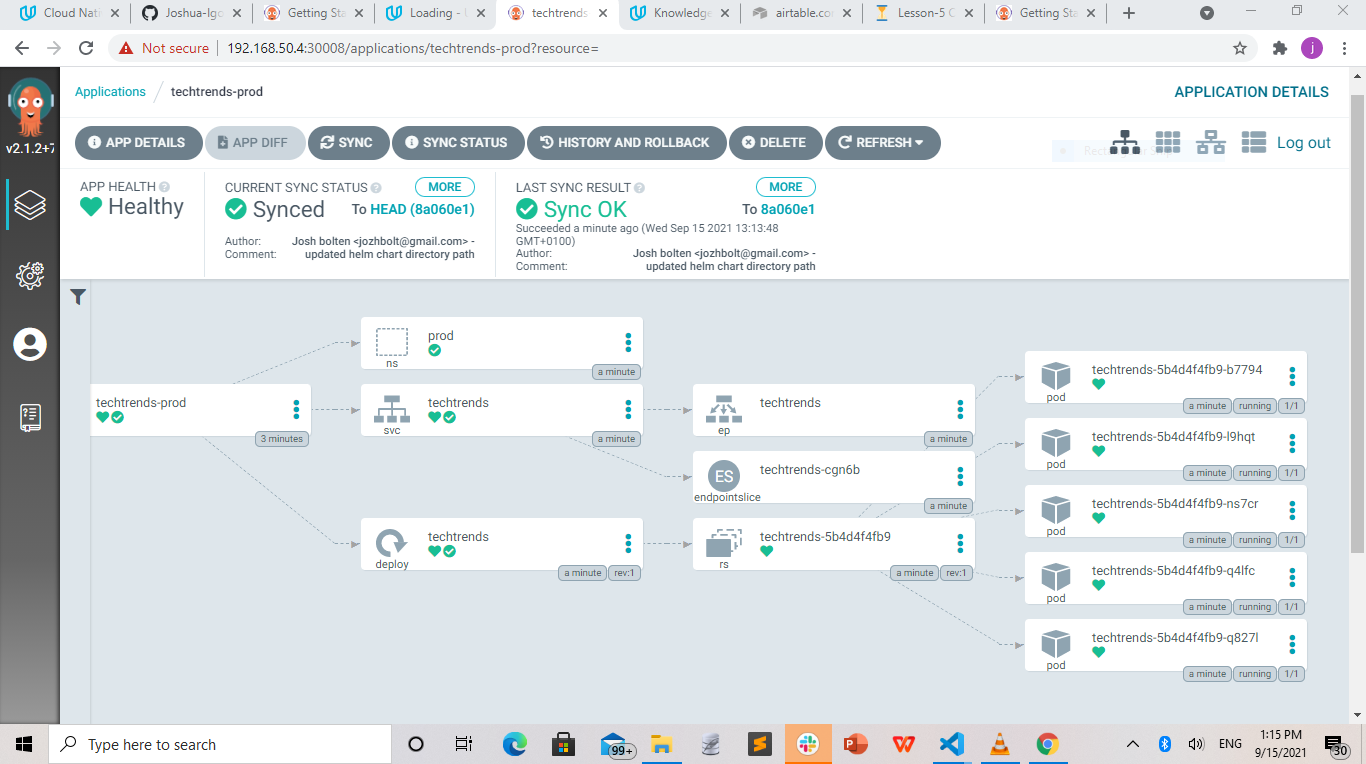 Cloud Nati
Joshua-Igo
Getting Sta
Loading - U
techtrends
Knowledge
airtable.co
Lesson-5 C
Getting Sta
Not secure
192.168.50.4:30008/applications/techtrends-prod?resource=
j
v2.1.2+7
Applications
techtrends-prod
APPLICATION DETAILS
APP DETAILS
APP DIFF
SYNC
SYNC STATUS
HISTORY AND ROLLBACK
DELETE
REFRESH
Log out
APP HEALTH
Healthy
CURRENT SYNC STATUS
MORE
Synced
To HEAD (8a060e1)
Author:
Josh bolten <jozhbolt@gmail.com> -
Comment:
updated helm chart directory path
LAST SYNC RESULT
MORE
Sync OK
To 8a060e1
Succeeded a minute ago (Wed Sep 15 2021 13:13:48
GMT+0100)
Author:
Josh bolten <jozhbolt@gmail.com> -
Comment:
updated helm chart directory path
techtrends-prod
3 minutes
prod
ns
a minute
techtrends
svc
a minute
techtrends
deploy
a minute
rev:1
techtrends
ep
a minute
ES
techtrends-cgn6b
endpointslice
a minute
techtrends-5b4d4f4fb9
rs
a minute
rev:1
techtrends-5b4d4f4fb9-b7794
pod
a minute
running
1/1
techtrends-5b4d4f4fb9-l9hqt
pod
a minute
running
1/1
techtrends-5b4d4f4fb9-ns7cr
pod
a minute
running
1/1
techtrends-5b4d4f4fb9-q4lfc
pod
a minute
running
1/1
techtrends-5b4d4f4fb9-q827l
pod
a minute
running
1/1
Type here to search
99+
ENG
1:15 PM
9/15/2021
30